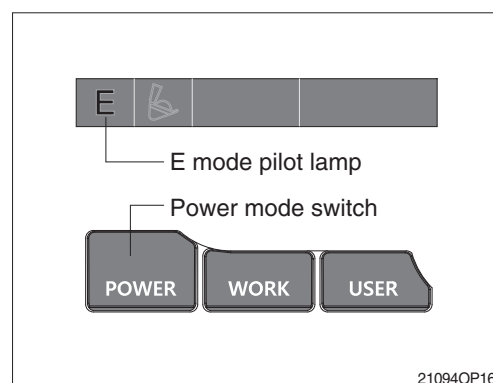 E
E mode pilot lamp
Power mode switch
POWER WORK USER
21094OP16